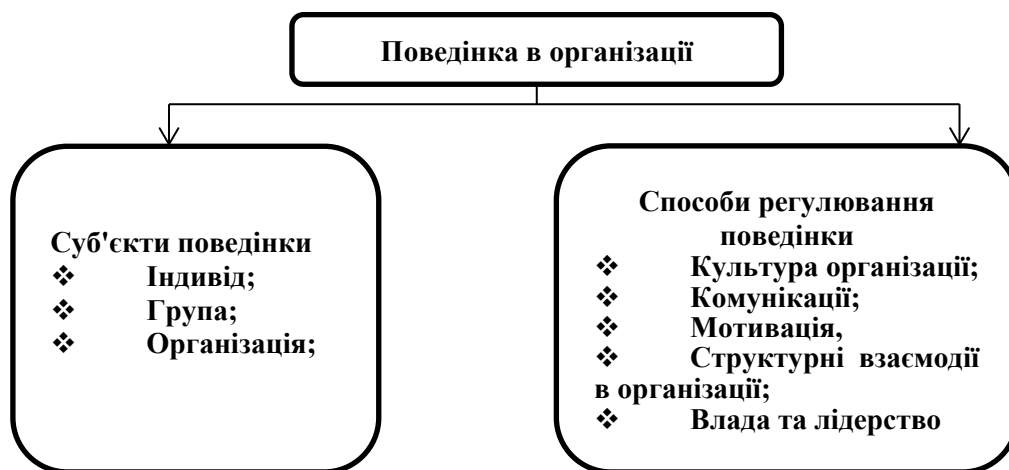 Поведінка в організації
Суб'єкти поведінки
❖ Індивід;
❖ Група;
❖ Організація;
Способи регулювання
поведінки
❖ Культура організації;
❖ Комунікації;
❖ Мотивація,
❖ Структурні взаємодії
в організації;
❖ Влада та лідерство